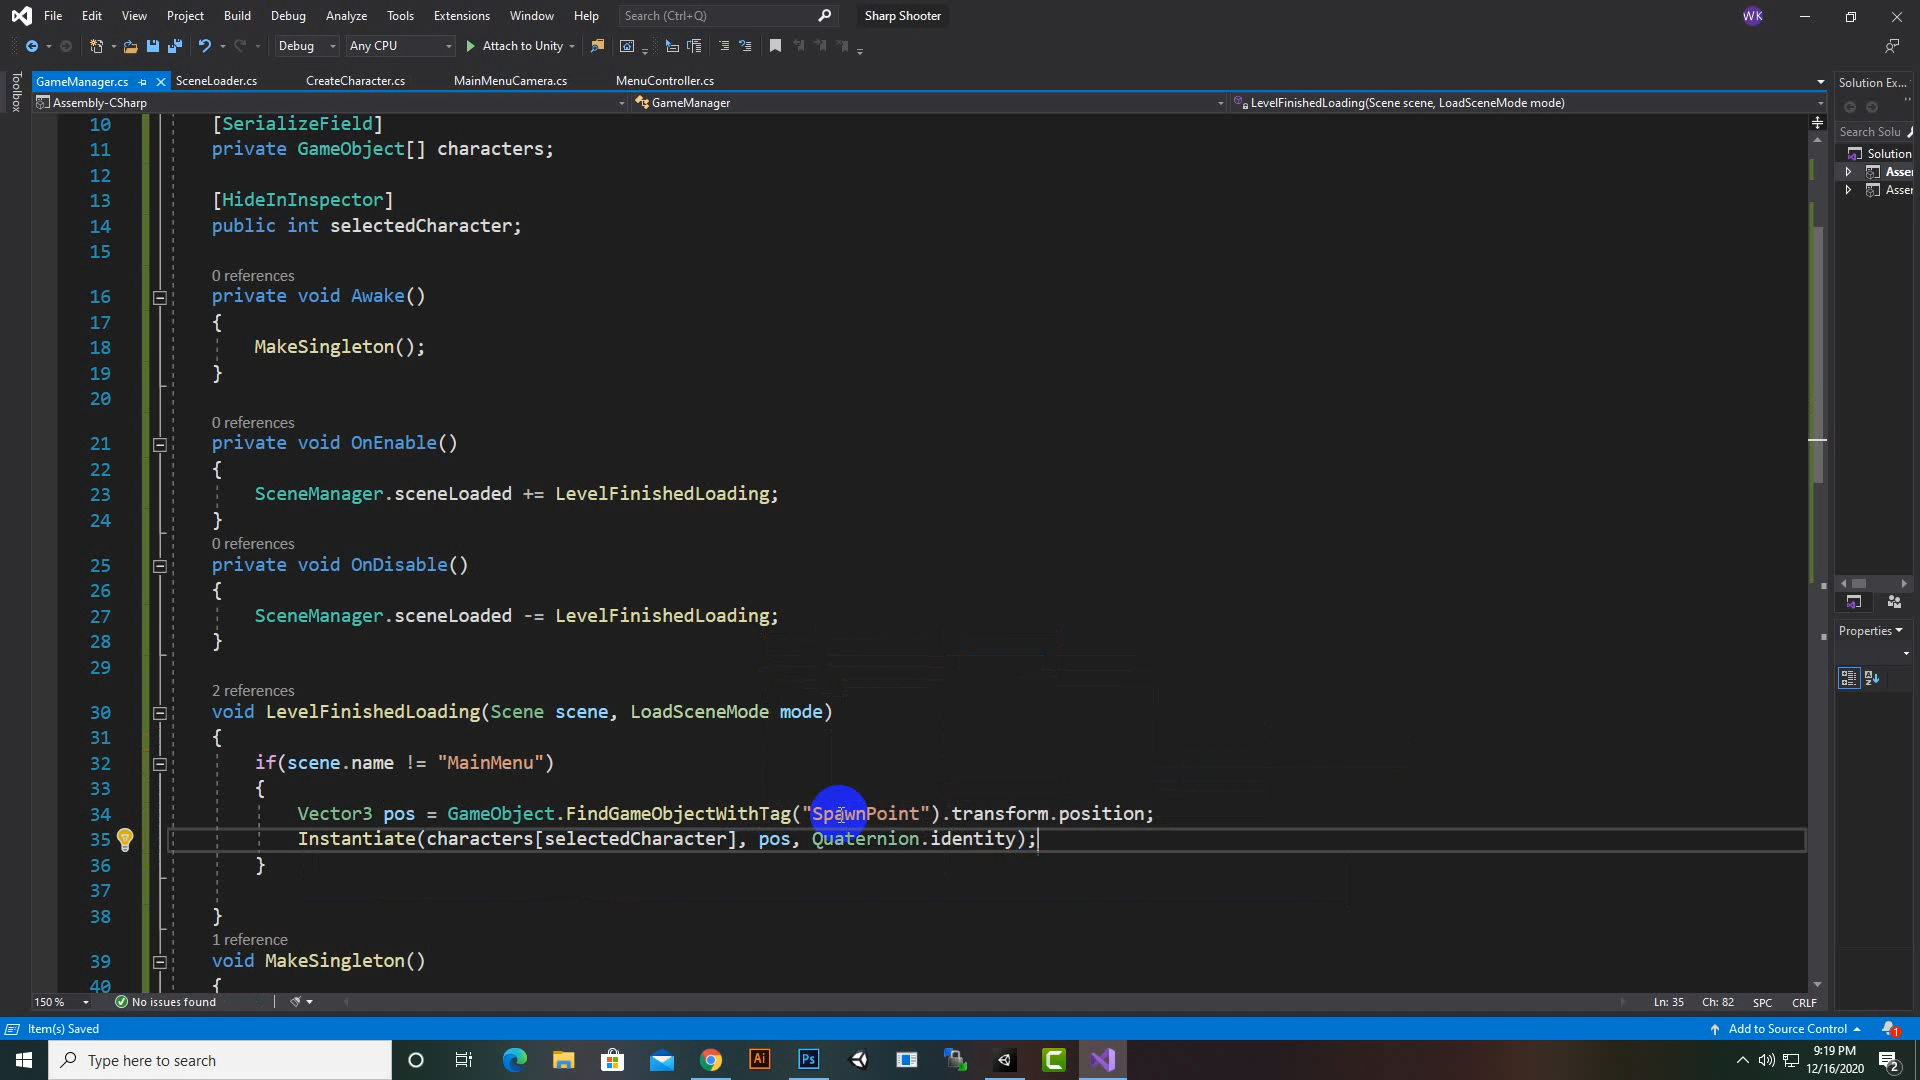 File Edit View Project Build Debug Analyze Tools Extensions Window Help Search (Ctrl+Q) Sharp Shooter WK
Debug Any CPU Attach to Unity
GameManager.cs SceneLoader.cs CreateCharacter.cs MainMenuCamera.cs MenuController.cs Solution Ex...
Toolbox
Assembly-CSharp GameManager LevelFinishedLoading(Scene scene, LoadSceneMode mode)
Search Solu
Solution
Asse
Asse
Properties
10 [SerializeField]
11 private GameObject[] characters;
12
13 [HideInInspector]
14 public int selectedCharacter;
15
0 references
16 private void Awake()
17 {
18 MakeSingleton();
19 }
20
0 references
21 private void OnEnable()
22 {
23 SceneManager.sceneLoaded += LevelFinishedLoading;
24 }
0 references
25 private void OnDisable()
26 {
27 SceneManager.sceneLoaded -= LevelFinishedLoading;
28 }
29
2 references
30 void LevelFinishedLoading(Scene scene, LoadSceneMode mode)
31 {
32 if(scene.name != "MainMenu")
33 {
34 Vector3 pos = GameObject.FindGameObjectWithTag("SpawnPoint").transform.position;
35 Instantiate(characters[selectedCharacter], pos, Quaternion.identity);
36 }
37
38 }
1 reference
39 void MakeSingleton()
40 {
150 % No issues found Ln: 35 Ch: 82 SPC CRLF
Item(s) Saved Add to Source Control 1
Type here to search 9:19 PM
12/16/2020 2